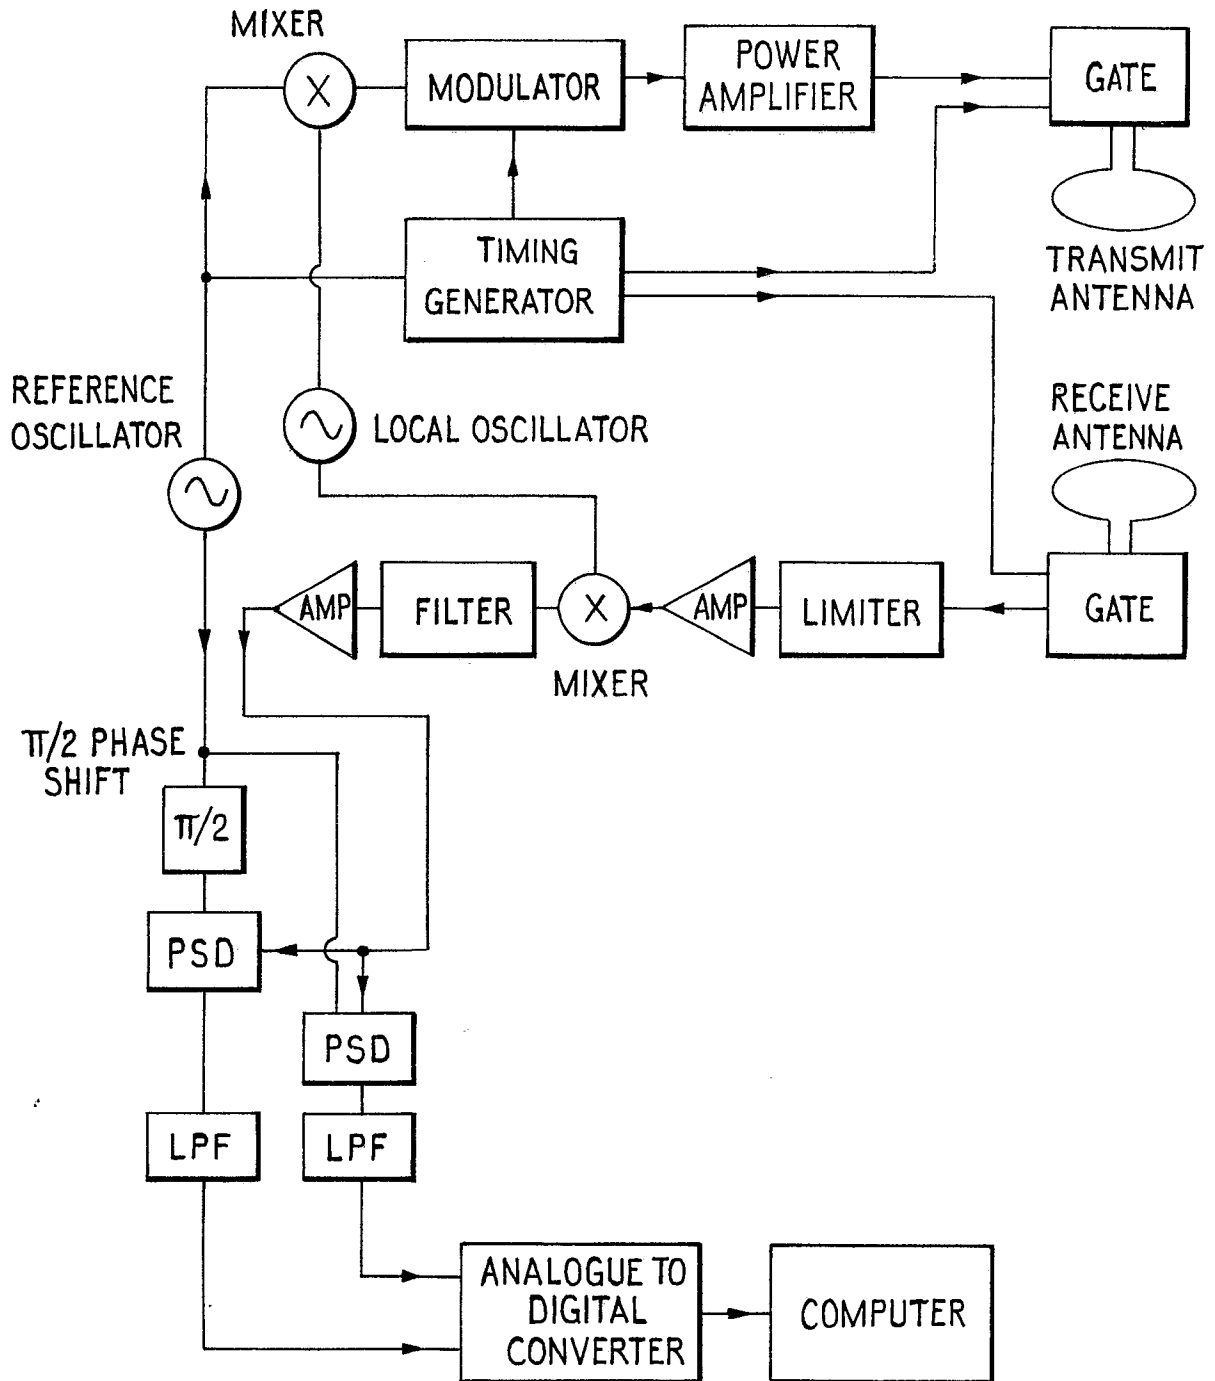 MIXER
X
MODULATOR
POWER
AMPLIFIER
GATE
TIMING
GENERATOR
TRANSMIT
ANTENNA
REFERENCE
OSCILLATOR
LOCAL OSCILLATOR
RECEIVE
ANTENNA
AMP
FILTER
X
AMP
LIMITER
GATE
MIXER
π/2 PHASE
SHIFT
π/2
PSD
PSD
LPF
LPF
ANALOGUE TO
DIGITAL
CONVERTER
COMPUTER